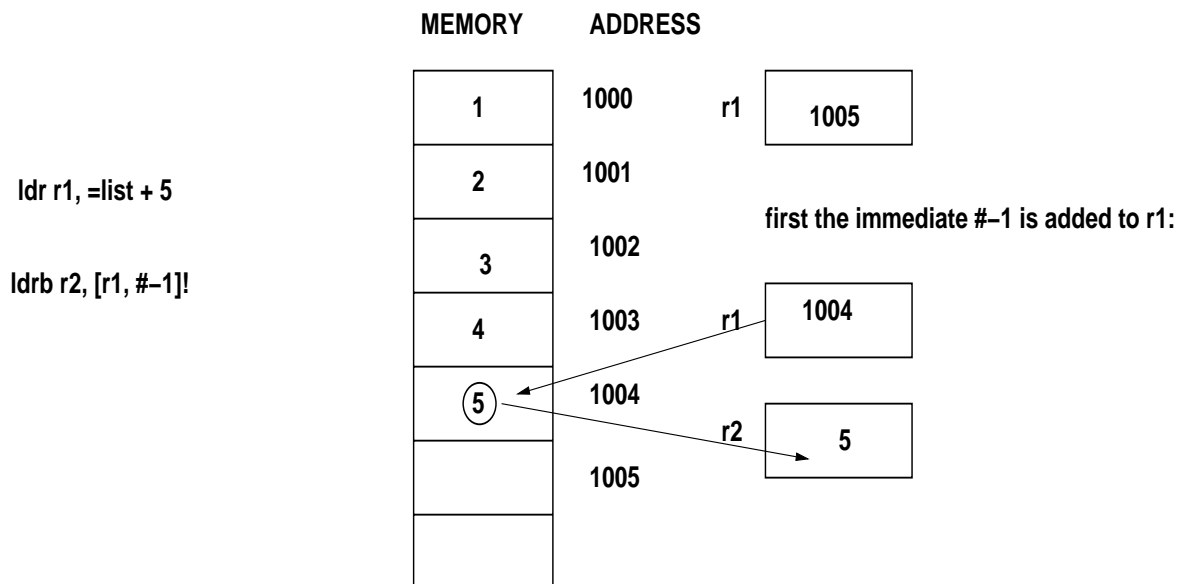 MEMORY ADDRESS
1 1000 r1 1005
ldr r1, =list + 5
2 1001
first the immediate #–1 is added to r1:
ldrb r2, [r1, #–1]!
3 1002
4 1003 r1 1004
5 1004
r2 5
1005